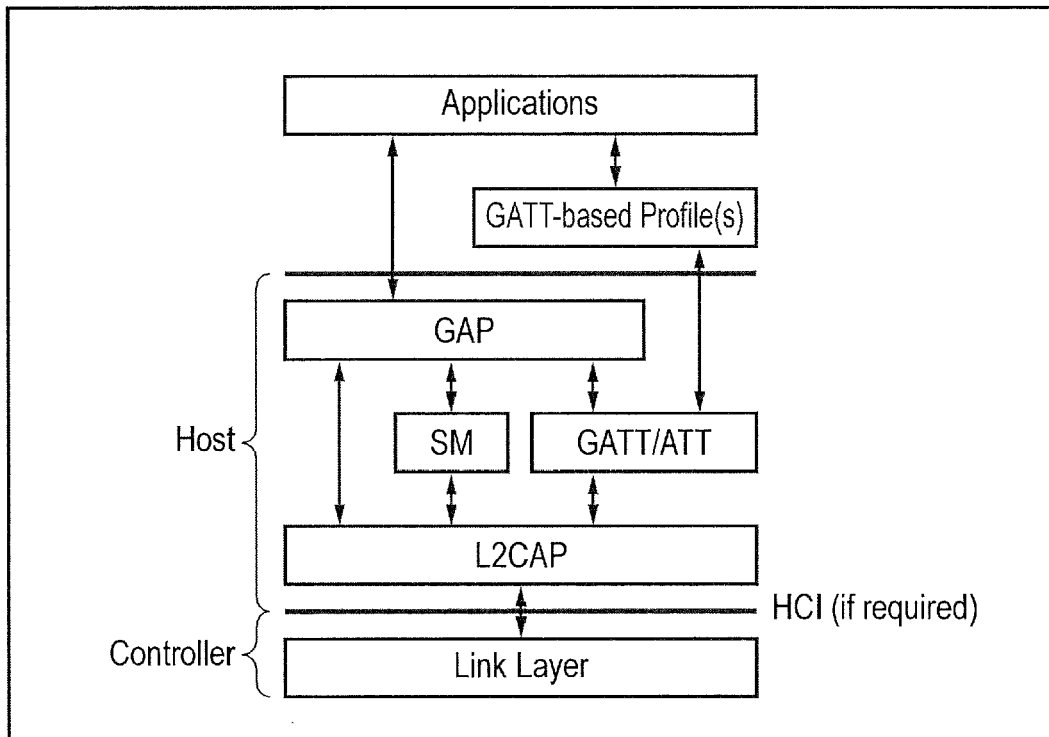 Applications
GATT-based Profile(s)
GAP
Host
SM
GATT/ATT
L2CAP
HCI (if required)
Controller
Link Layer